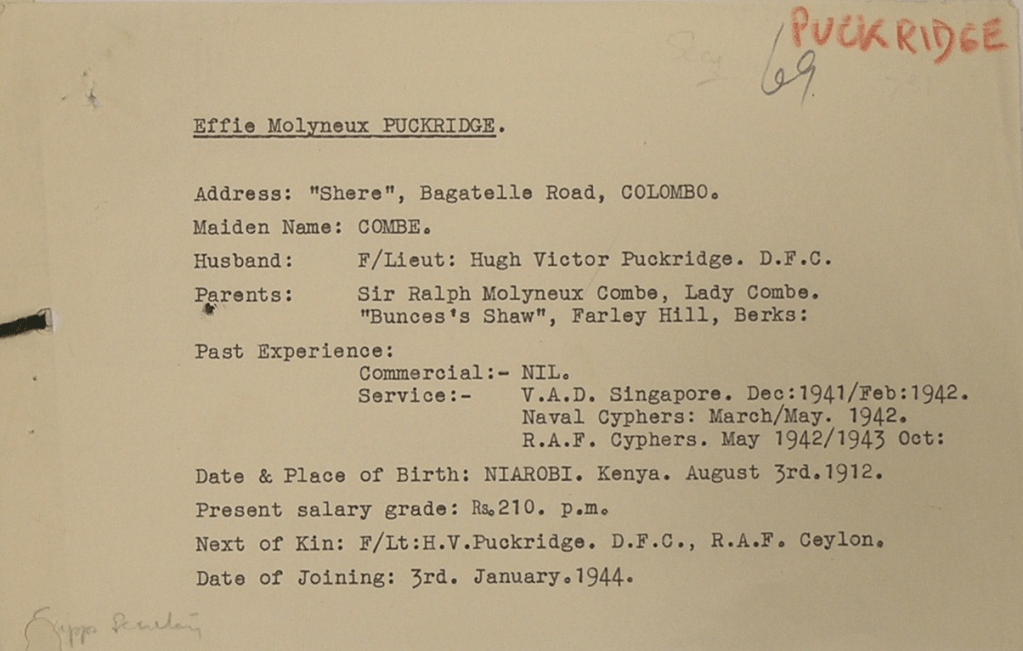 PUCKRIDGE
69.
Effie Molyneux PUCKRIDGE.
Address: "Shere", Bagatelle Road, COLOMBO.
Maiden Name: COMBE.
Husband: F/Lieut: Hugh Victor Puckridge. D.F.C.
Parents: Sir Ralph Molyneux Combe, Lady Combe.
"Bunces's Shaw", Farley Hill, Berks:
Past Experience:
Commercial:- NIL.
Service:- V.A.D. Singapore. Dec:1941/Feb:1942.
Naval Cyphers: March/May. 1942.
R.A.F. Cyphers. May 1942/1943 Oct:
Date & Place of Birth: NIAROBI. Kenya. August 3rd.1912.
Present salary grade: Rs.210. p.m.
Next of Kin: F/Lt:H.V.Puckridge. D.F.C., R.A.F. Ceylon.
Date of Joining: 3rd. January.1944.